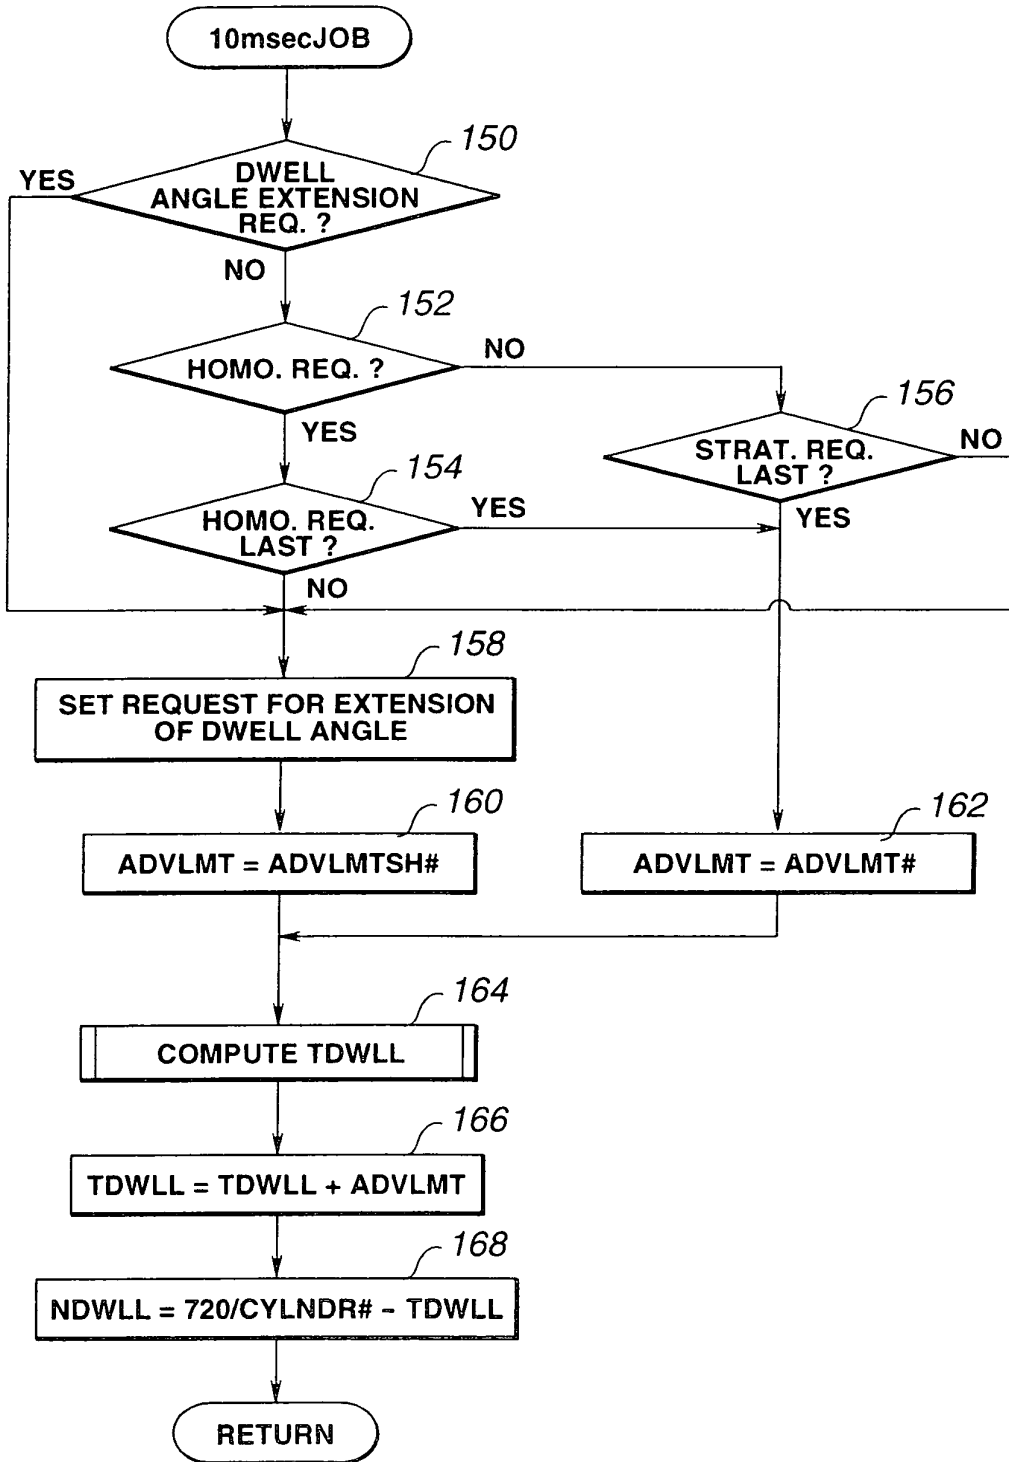 10msecJOB
150
DWELL
ANGLE EXTENSION
REQ. ?
YES
NO
152
HOMO. REQ. ?
NO
YES
156
STRAT. REQ.
LAST ?
NO
YES
154
HOMO. REQ.
LAST ?
YES
NO
158
SET REQUEST FOR EXTENSION
OF DWELL ANGLE
160
ADVLMT = ADVLMTSH#
162
ADVLMT = ADVLMT#
164
COMPUTE TDWLL
166
TDWLL = TDWLL + ADVLMT
168
NDWLL = 720/CYLNDR# - TDWLL
RETURN